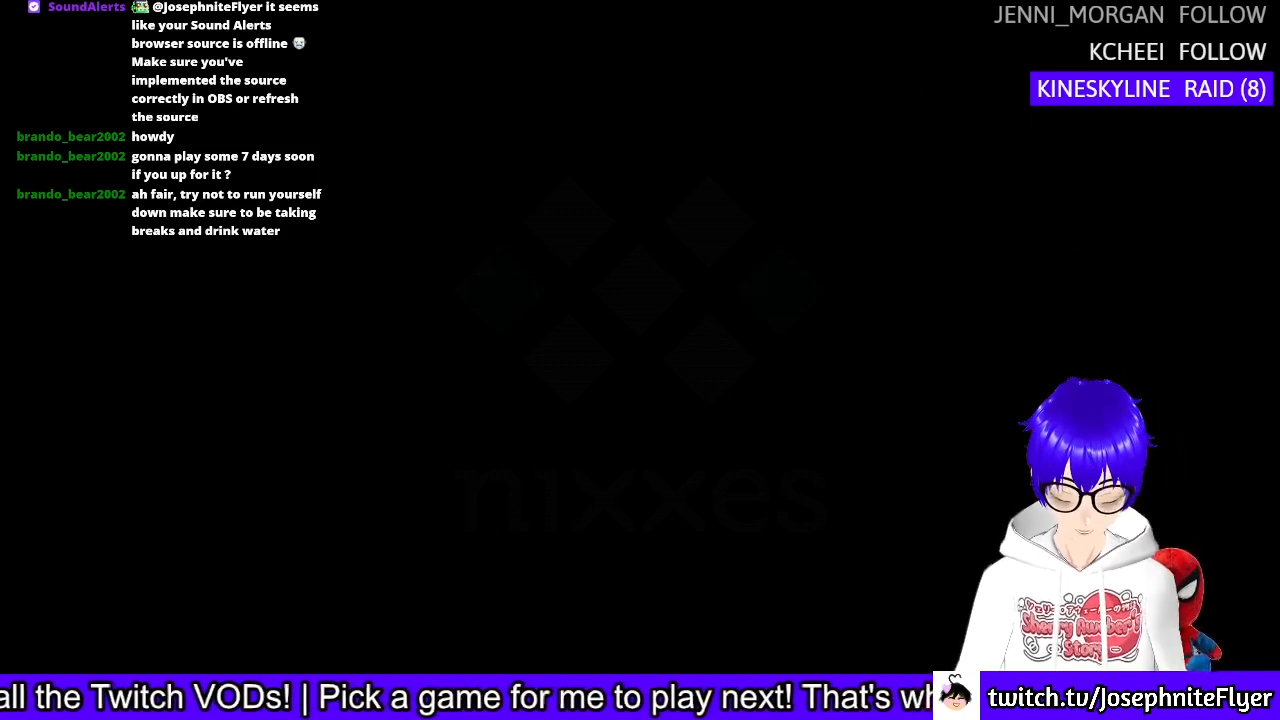 SoundAlerts @JosephniteFlyer it seems
like your Sound Alerts
browser source is offline
Make sure you've
implemented the source
correctly in OBS or refresh
the source
brando_bear2002 howdy
brando_bear2002 gonna play some 7 days soon
if you up for it ?
brando_bear2002 ah fair, try not to run yourself
down make sure to be taking
breaks and drink water
JENNI_MORGAN FOLLOW
KCHEEI FOLLOW
KINESKYLINE RAID (8)
nixxes
Story
all the Twitch VODs! | Pick a game for me to play next! That's wh
twitch.tv/JosephniteFlyer